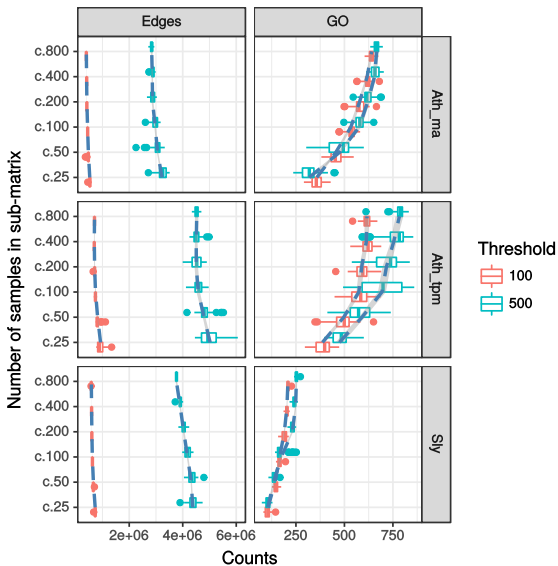 Edges GO
c.800
c.400
c.200
c.100
c.50
c.25
Ath_ma
c.800
c.400
c.200
c.100
c.50
c.25
Ath_tpm
c.800
c.400
c.200
c.100
c.50
c.25
Sly
Number of samples in sub-matrix
2e+06 4e+06 6e+06 250 500 750
Counts
Threshold
100
500